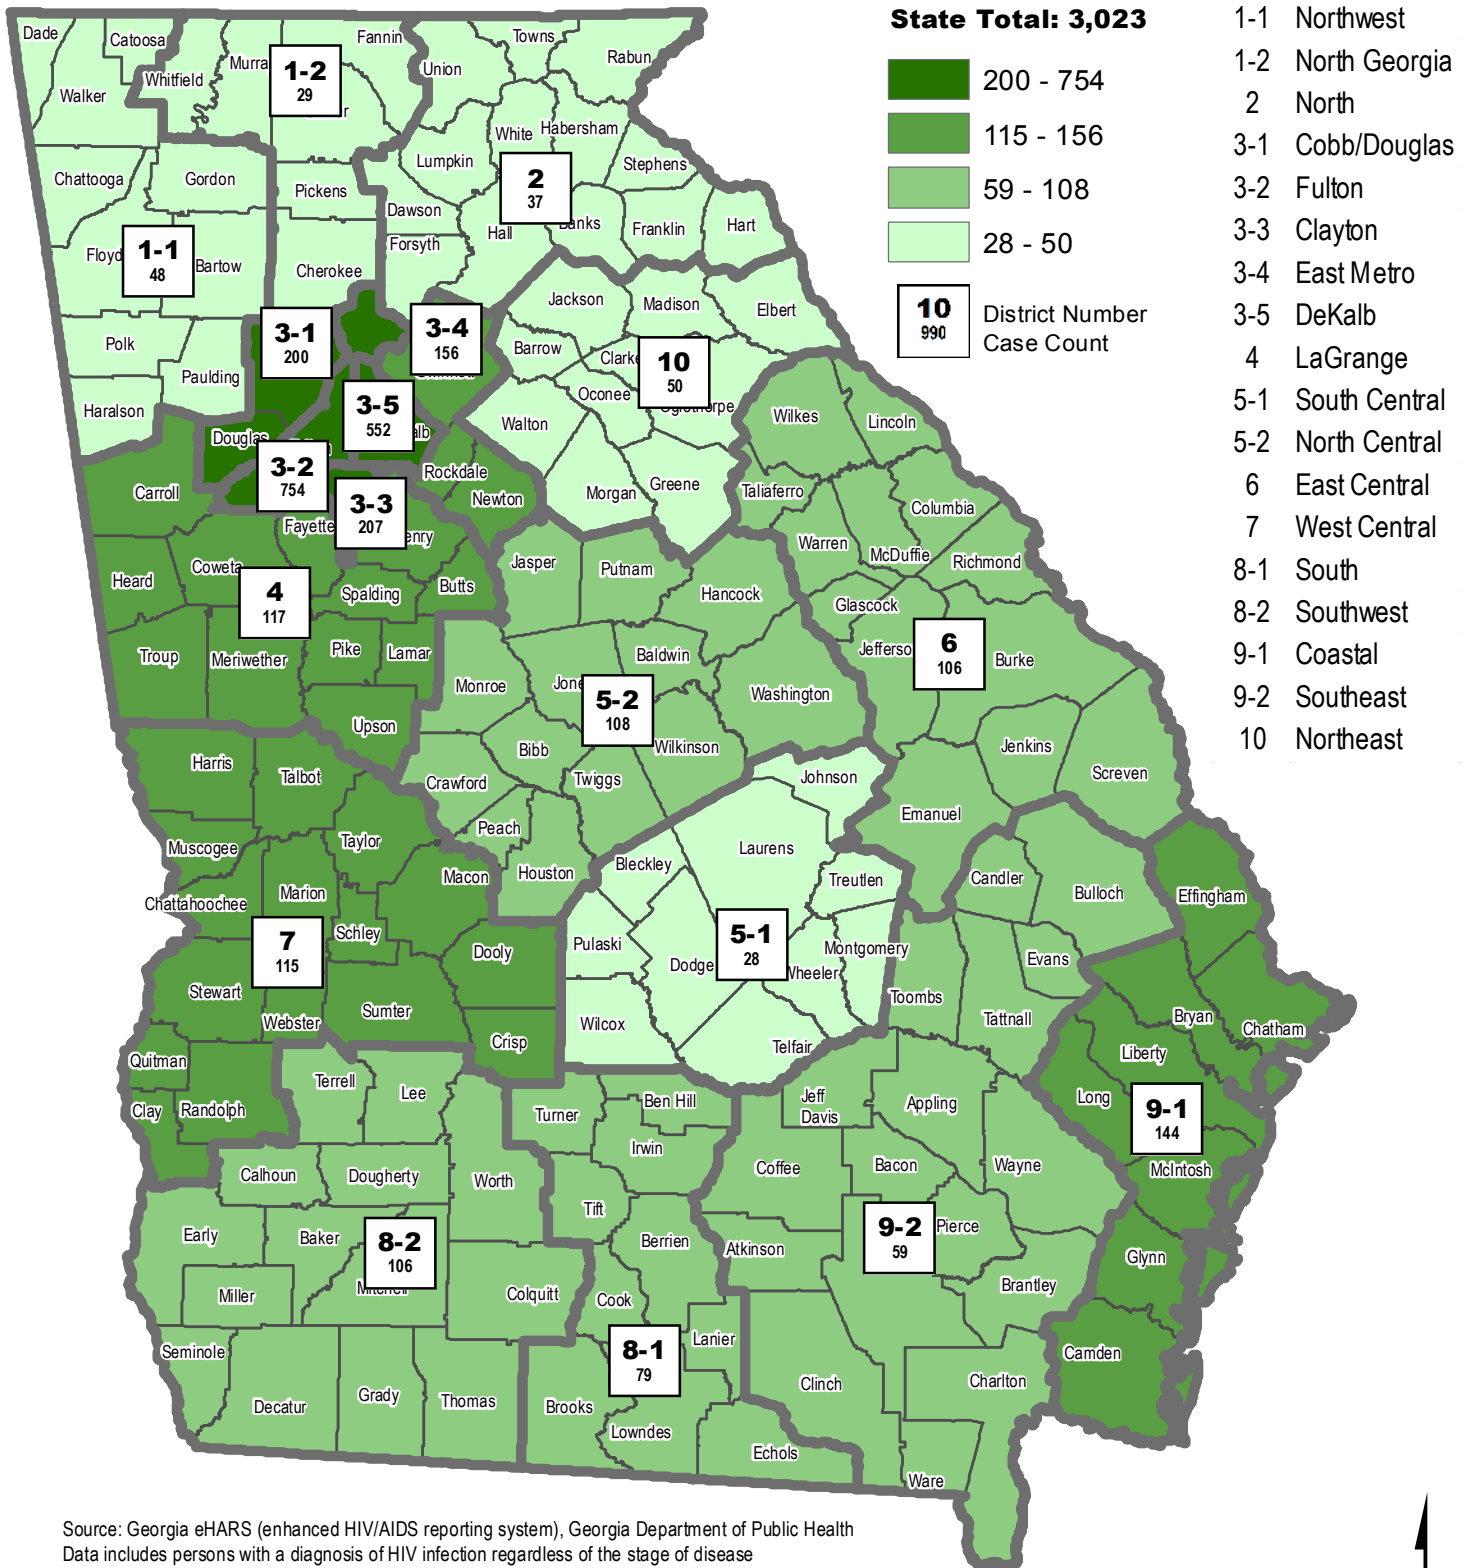 State Total: 3,023
200 - 754
115 - 156
59 - 108
28 - 50
10
990
District Number
Case Count
1-1 Northwest
1-2 North Georgia
2 North
3-1 Cobb/Douglas
3-2 Fulton
3-3 Clayton
3-4 East Metro
3-5 DeKalb
4 LaGrange
5-1 South Central
5-2 North Central
6 East Central
7 West Central
8-1 South
8-2 Southwest
9-1 Coastal
9-2 Southeast
10 Northeast
Dade
Catoosa
Fannin
Towns
Rabun
Union
Whitfield
Murra
1-2
29
Walker
White
Habersham
Lumpkin
Stephens
Chattooga
Gordon
Pickens
2
37
Dawson
Banks
Franklin
Hart
Hall
Forsyth
Floyd
1-1
48
Bartow
Cherokee
Jackson
Madison
Elbert
3-1
200
3-4
156
Polk
Barrow
Clarke
10
50
Paulding
Oconee
Haralson
3-5
552
Walton
Wilkes
Lincoln
Douglas
3-2
754
Rockdale
Carroll
Newton
Morgan
Greene
Taliaferro
Columbia
3-3
207
Fayette
enry
Warren
McDuffie
Richmond
Heard
Coweta
4
117
Spalding
Butts
Jasper
Putnam
Hancock
Glascock
Jefferso
6
106
Burke
Troup
Meriwether
Pike
Lamar
Baldwin
Monroe
Jone
5-2
108
Washington
Upson
Bibb
Wilkinson
Jenkins
Harris
Talbot
Crawford
Twiggs
Johnson
Screven
Emanuel
Muscogee
Taylor
Peach
Laurens
Houston
Bleckley
Treutlen
Candler
Bulloch
Effingham
Macon
Marion
Chattahoochee
Schley
7
115
Dooly
Pulaski
Dodge
5-1
28
Wheeler
Montgomery
Evans
Stewart
Toombs
Tattnall
Webster
Sumter
Wilcox
Bryan
Chatham
Crisp
Telfair
Liberty
Quitman
Terrell
Lee
Long
9-1
144
Clay
Randolph
Turner
Ben Hill
Jeff
Davis
Appling
Irwin
Coffee
Bacon
Wayne
McIntosh
Calhoun
Dougherty
Worth
Tift
Early
Baker
8-2
106
Berrien
Atkinson
9-2
59
Pierce
Glynn
Miller
Mitchell
Colquitt
Cook
Brantley
Seminole
8-1
79
Lanier
Camden
Decatur
Grady
Thomas
Brooks
Clinch
Charlton
Lowndes
Echols
Ware
Source: Georgia eHARS (enhanced HIV/AIDS reporting system), Georgia Department of Public Health
Data includes persons with a diagnosis of HIV infection regardless of the stage of disease